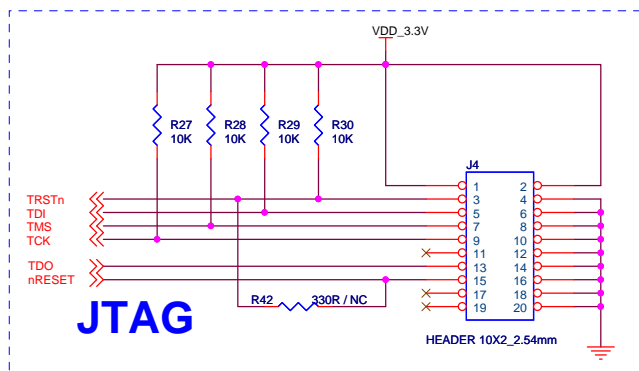 VDD_3.3V
R27 R28 R29 R30
10K 10K 10K 10K
J4
1 2
TRSTn 3 4
TDI 5 6
TMS 7 8
TCK 9 10
11 12
TDO 13 14
nRESET 15 16
17 18
R42 330R / NC 19 20
JTAG
HEADER 10X2_2.54mm